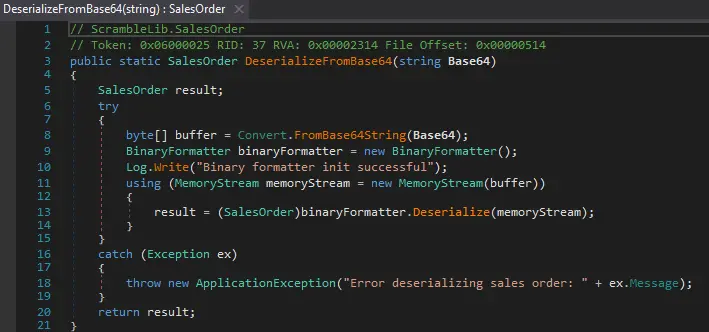 DeserializeFromBase64(string) : SalesOrder ×
1 // ScrambleLib.SalesOrder
2 // Token: 0x06000025 RID: 37 RVA: 0x00002314 File Offset: 0x00000514
3 public static SalesOrder DeserializeFromBase64(string Base64)
4 {
5 SalesOrder result;
6 try
7 {
8 byte[] buffer = Convert.FromBase64String(Base64);
9 BinaryFormatter binaryFormatter = new BinaryFormatter();
10 Log.Write("Binary formatter init successful");
11 using (MemoryStream memoryStream = new MemoryStream(buffer))
12 {
13 result = (SalesOrder)binaryFormatter.Deserialize(memoryStream);
14 }
15 }
16 catch (Exception ex)
17 {
18 throw new ApplicationException("Error deserializing sales order: " + ex.Message);
19 }
20 return result;
21 }